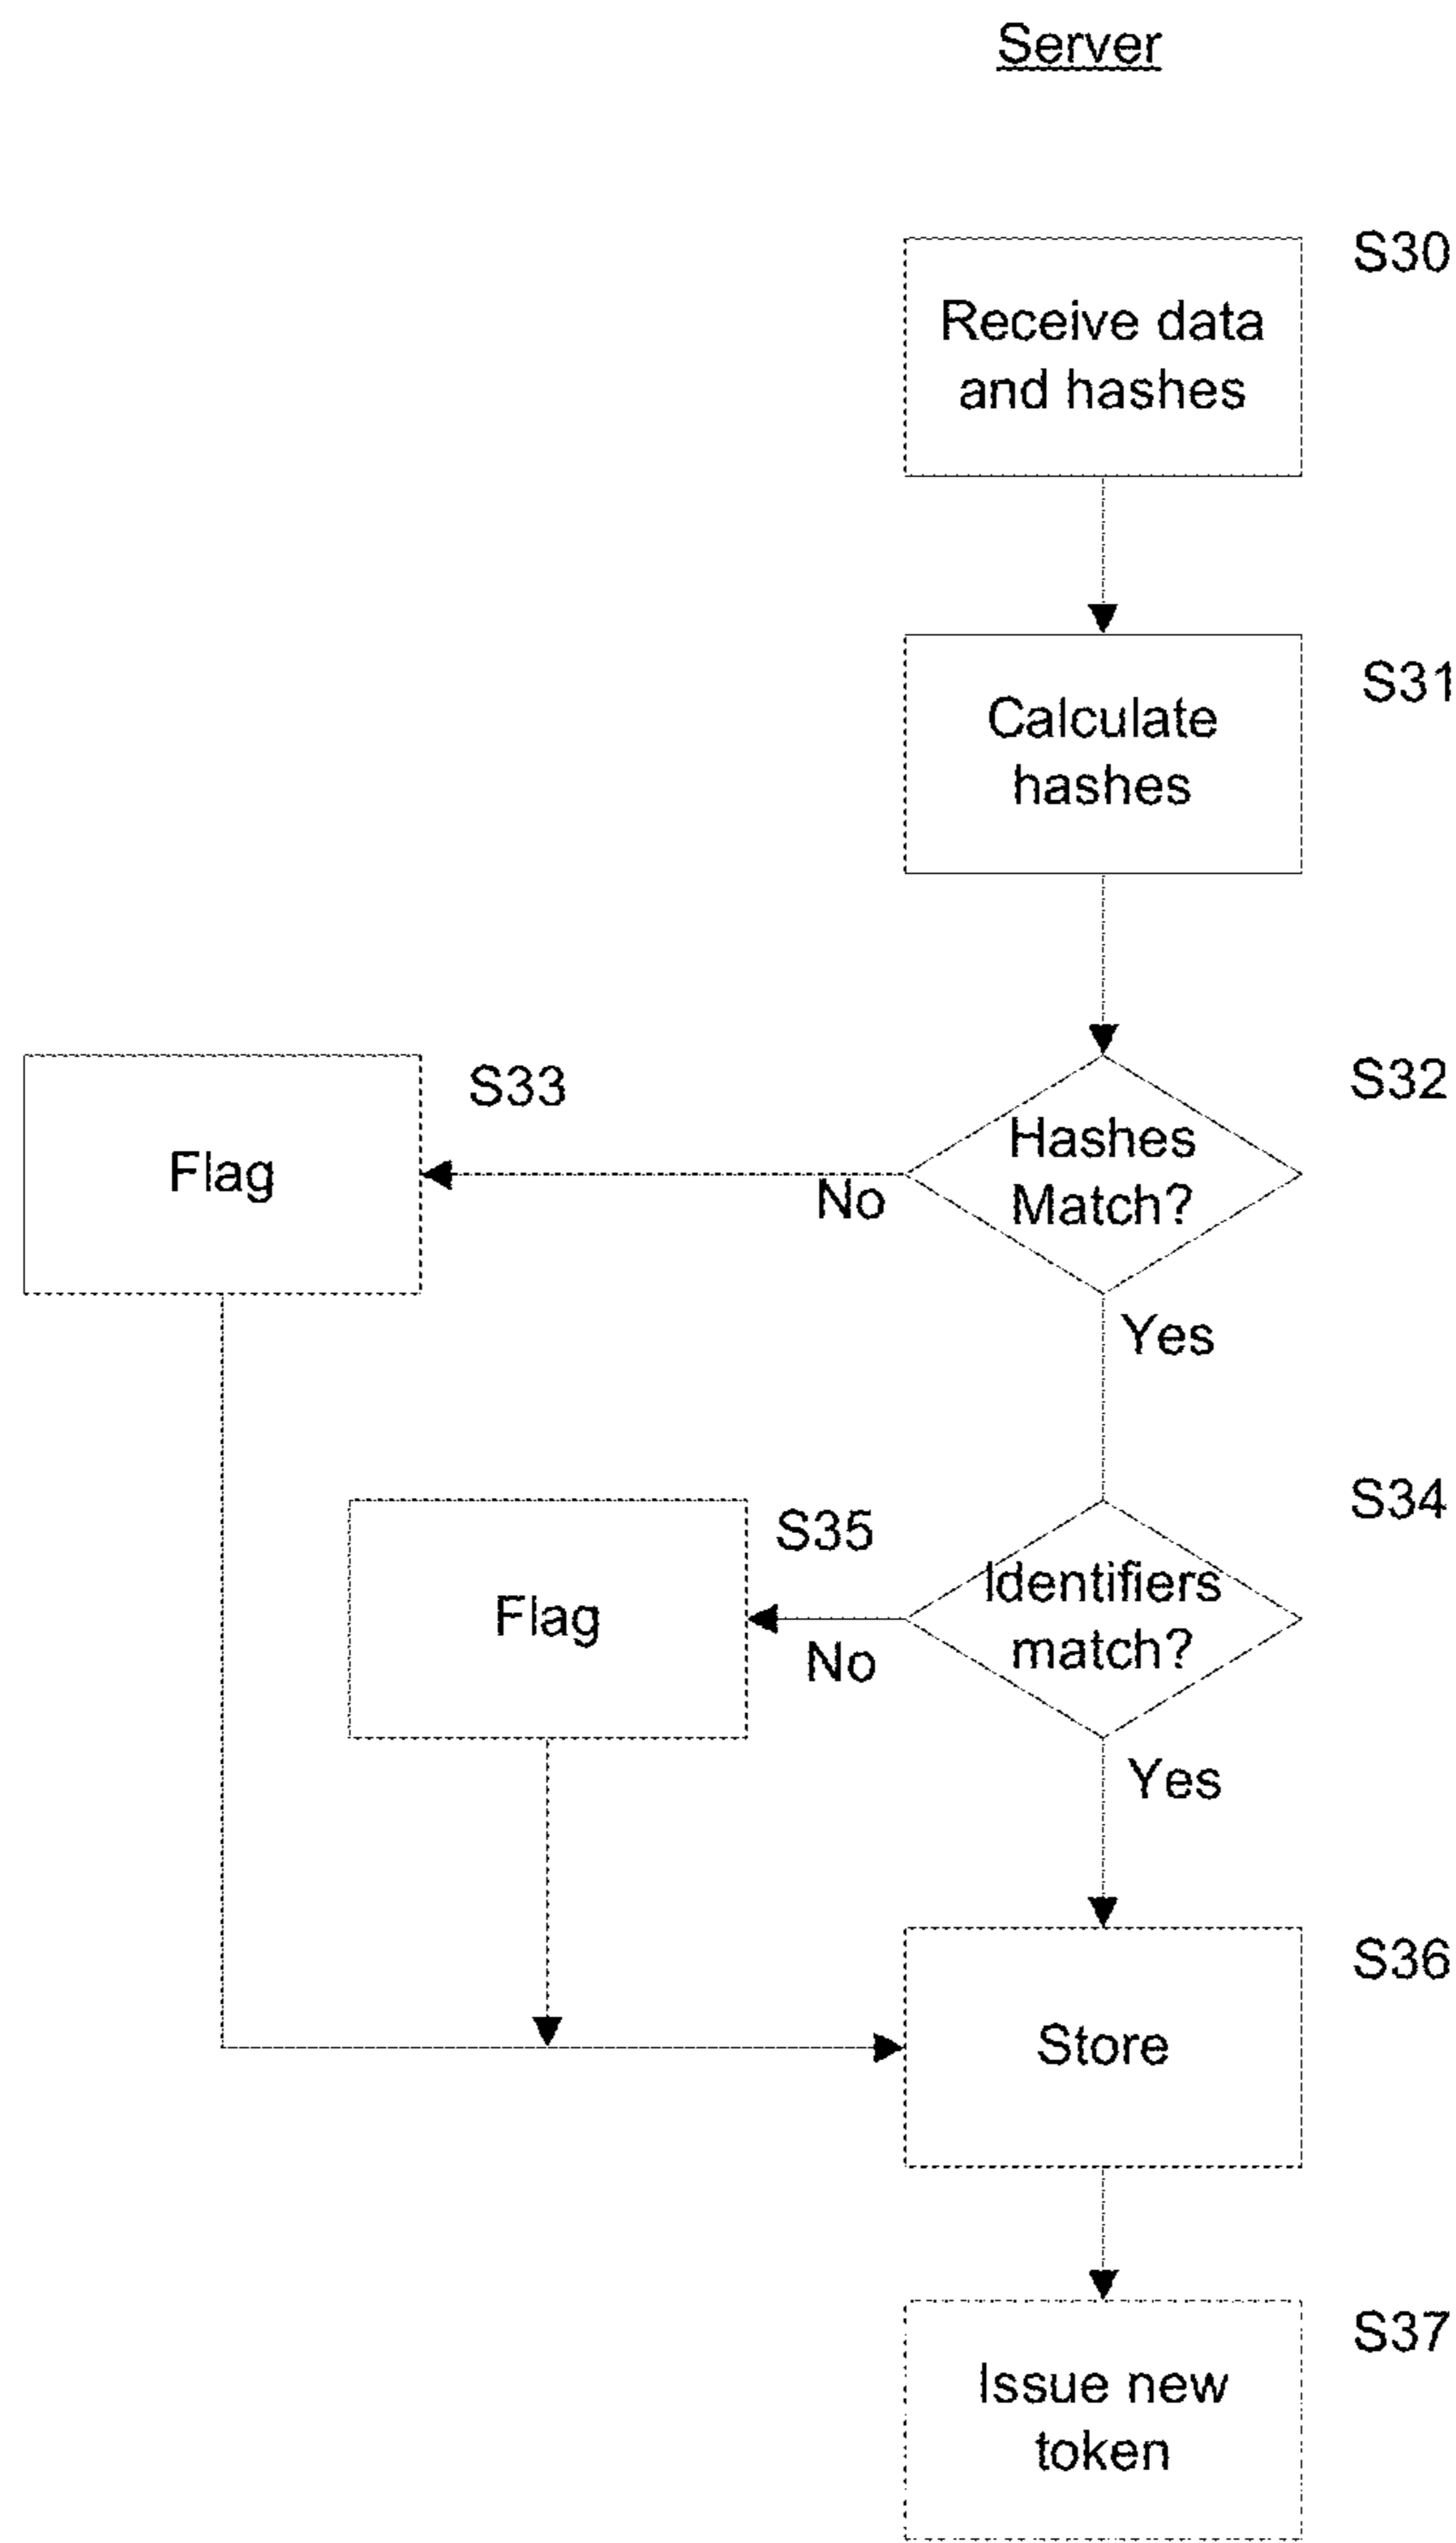 Server
S30
Receive data
and hashes
S31
Calculate
hashes
S32
Hashes
Match?
S33
Flag
No
Yes
S34
Identifiers
match?
S35
Flag
No
Yes
S36
Store
S37
Issue new
token